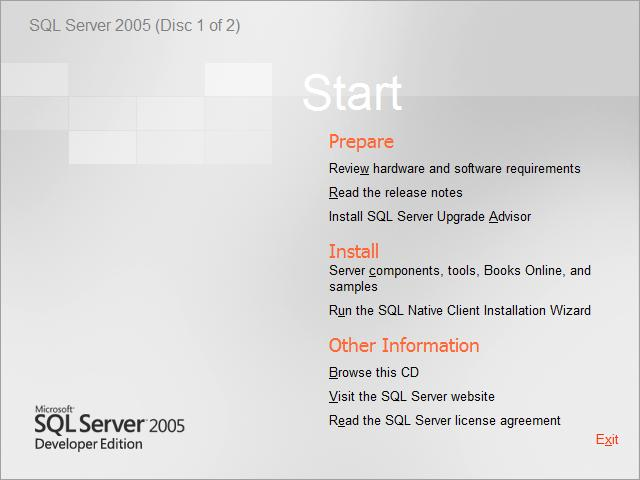 SQL Server 2005 (Disc 1 of 2)
Start
Prepare
Review hardware and software requirements
Read the release notes
Install SQL Server Upgrade Advisor
Install
Server components, tools, Books Online, and
samples
Run the SQL Native Client Installation Wizard
Other Information
Browse this CD
Visit the SQL Server website
Read the SQL Server license agreement
Microsoft®
SQL Server 2005
Developer Edition
Exit